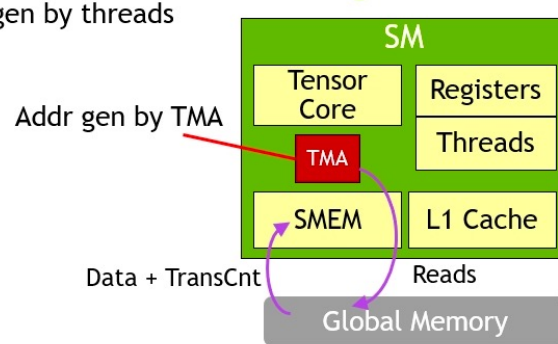 gen by threads
SM
Tensor
Core
Registers
Addr gen by TMA
Threads
TMA
SMEM
L1 Cache
Data + TransCnt
Reads
Global Memory